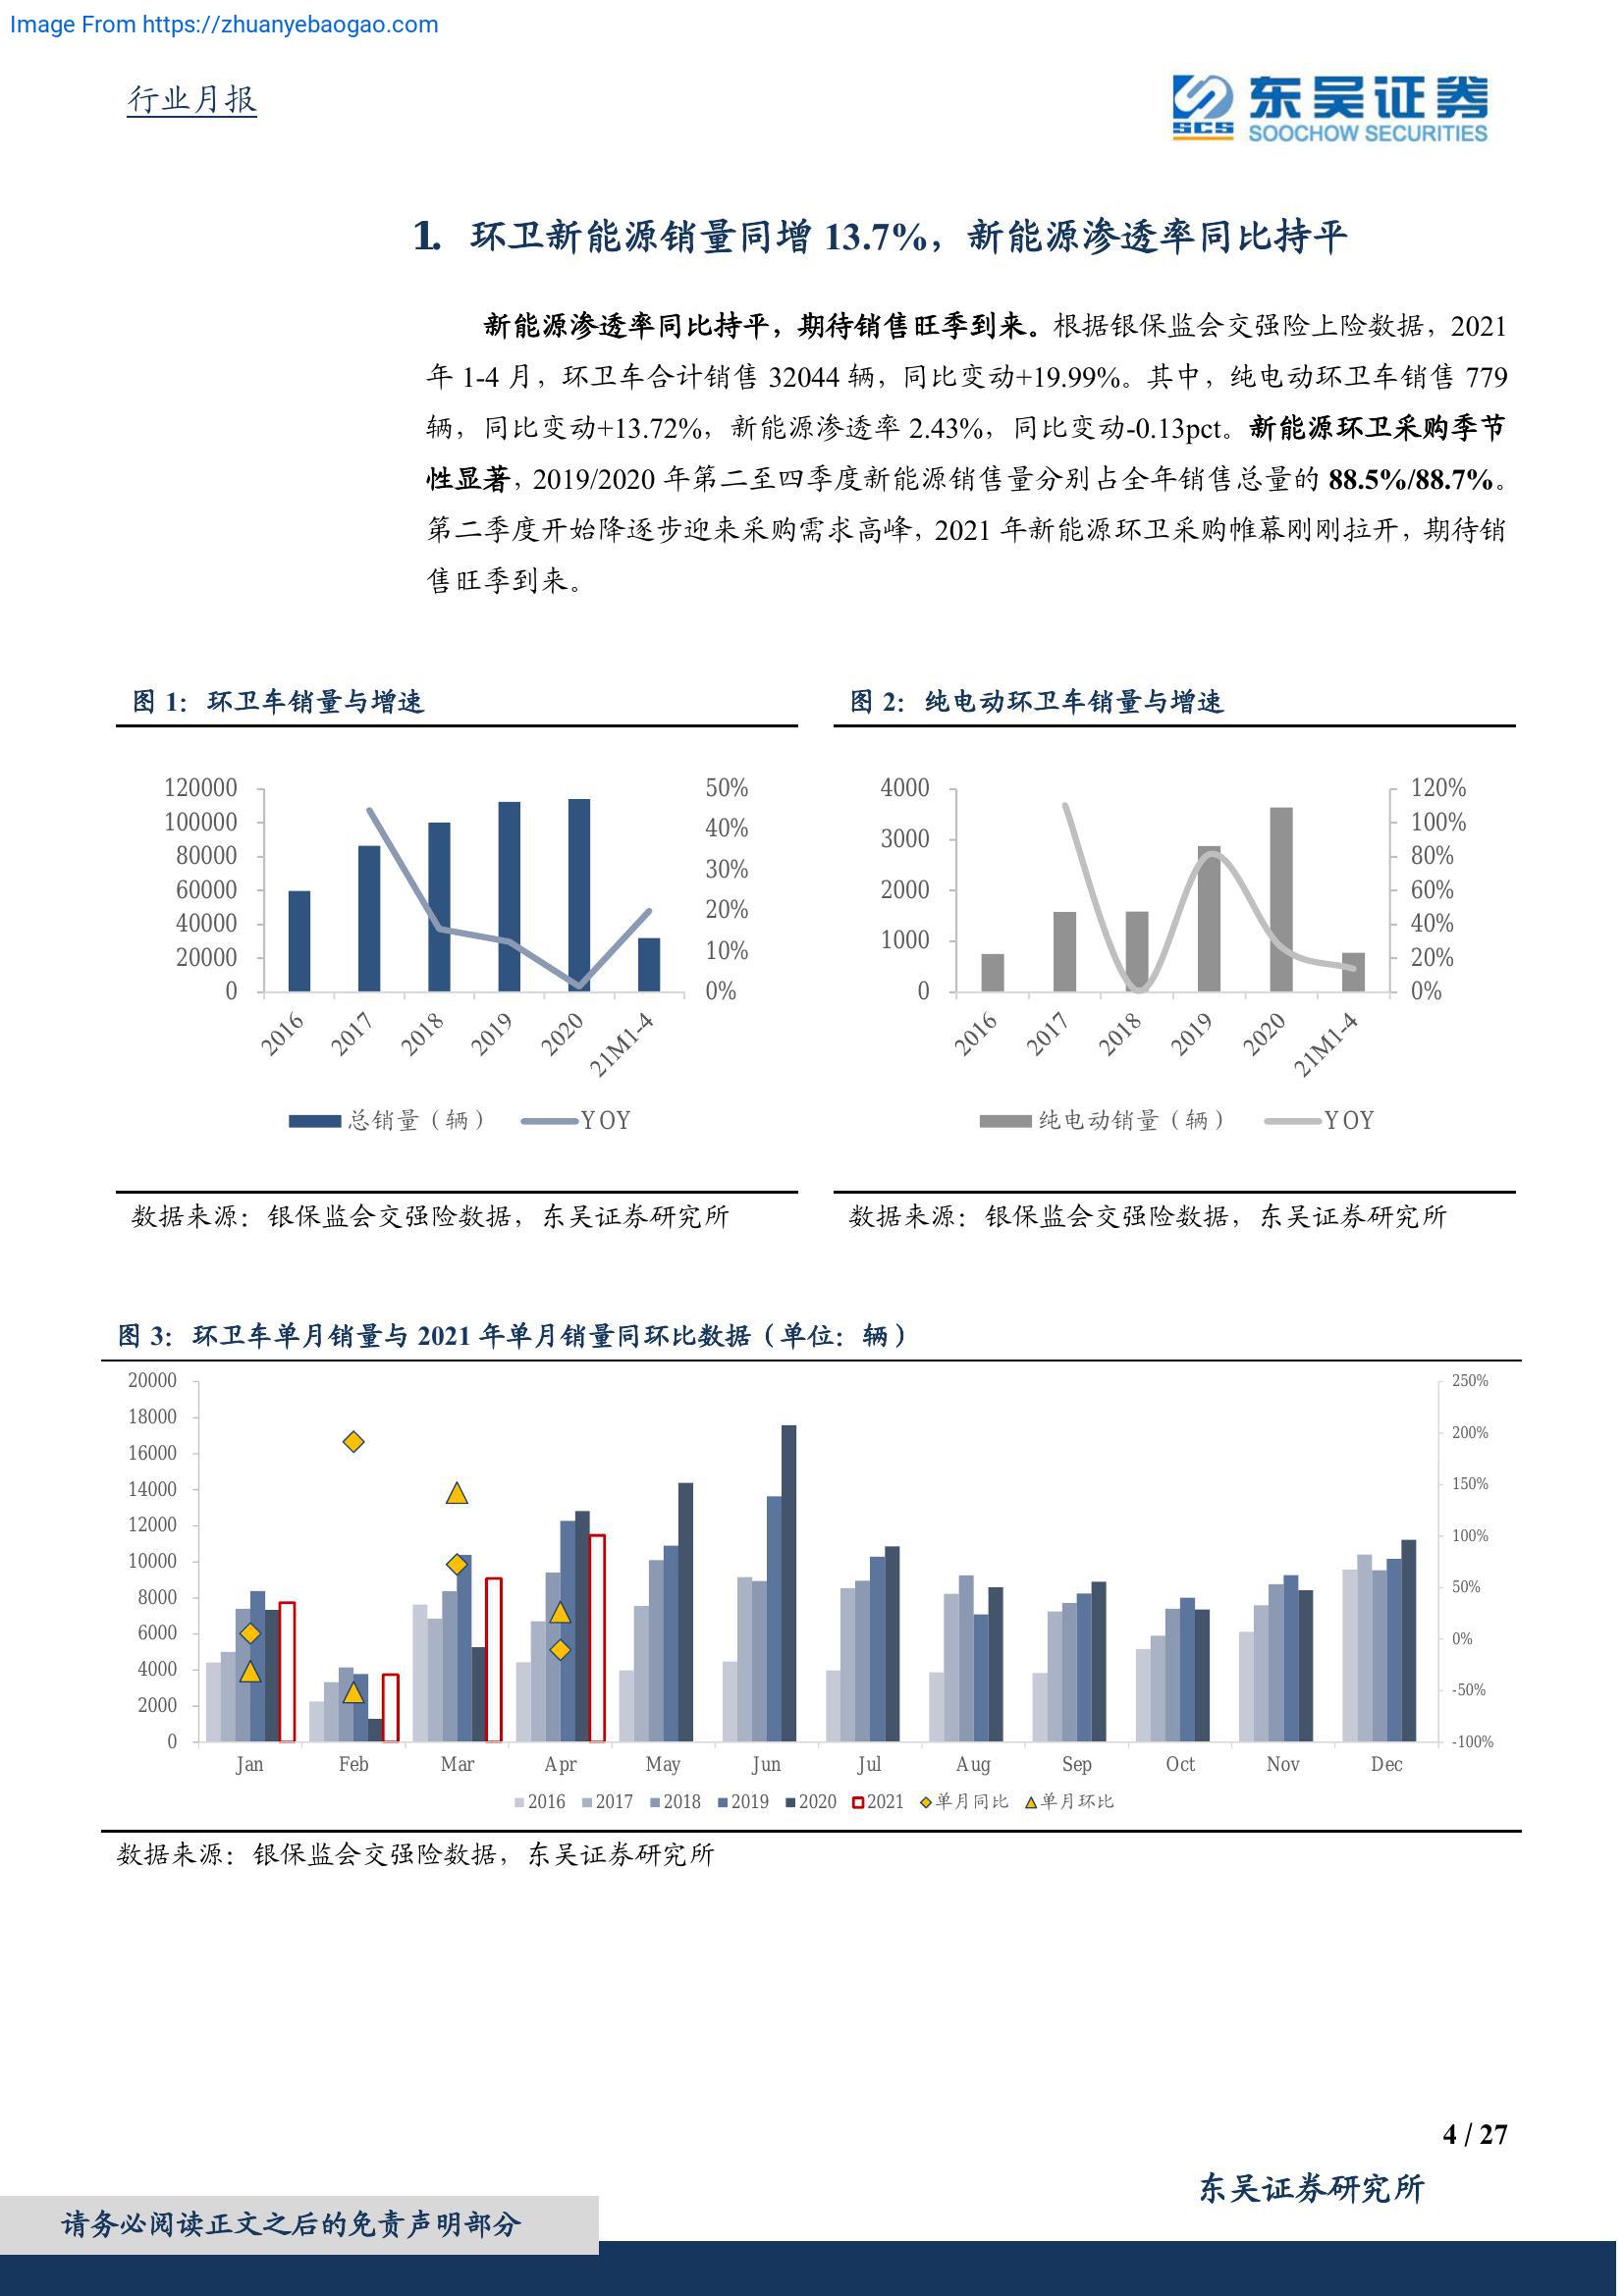 Image From https://zhuanyebaogao.com
行业月报
SCS
东吴证券
SOOCHOW SECURITIES
1. 环卫新能源销量同增 13.7%，新能源渗透率同比持平
新能源渗透率同比持平，期待销售旺季到来。根据银保监会交强险上险数据，2021
年 1-4 月，环卫车合计销售 32044 辆，同比变动+19.99%。其中，纯电动环卫车销售 779
辆，同比变动+13.72%，新能源渗透率 2.43%，同比变动-0.13pct。新能源环卫采购季节
性显著，2019/2020 年第二至四季度新能源销售量分别占全年销售总量的 88.5%/88.7%。
第二季度开始降逐步迎来采购需求高峰，2021 年新能源环卫采购帷幕刚刚拉开，期待销
售旺季到来。
图 1：环卫车销量与增速
120000
100000
80000
60000
40000
20000
0
50%
40%
30%
20%
10%
0%
2016 2017 2018 2019 2020 21M1-4
总销量（辆） YOY
数据来源：银保监会交强险数据，东吴证券研究所
图 2：纯电动环卫车销量与增速
4000
3000
2000
1000
0
120%
100%
80%
60%
40%
20%
0%
2016 2017 2018 2019 2020 21M1-4
纯电动销量（辆） YOY
数据来源：银保监会交强险数据，东吴证券研究所
图 3：环卫车单月销量与 2021 年单月销量同环比数据（单位：辆）
20000
18000
16000
14000
12000
10000
8000
6000
4000
2000
0
250%
200%
150%
100%
50%
0%
-50%
-100%
Jan Feb Mar Apr May Jun Jul Aug Sep Oct Nov Dec
2016 2017 2018 2019 2020 2021 单月同比 单月环比
数据来源：银保监会交强险数据，东吴证券研究所
4 / 27
东吴证券研究所
请务必阅读正文之后的免责声明部分